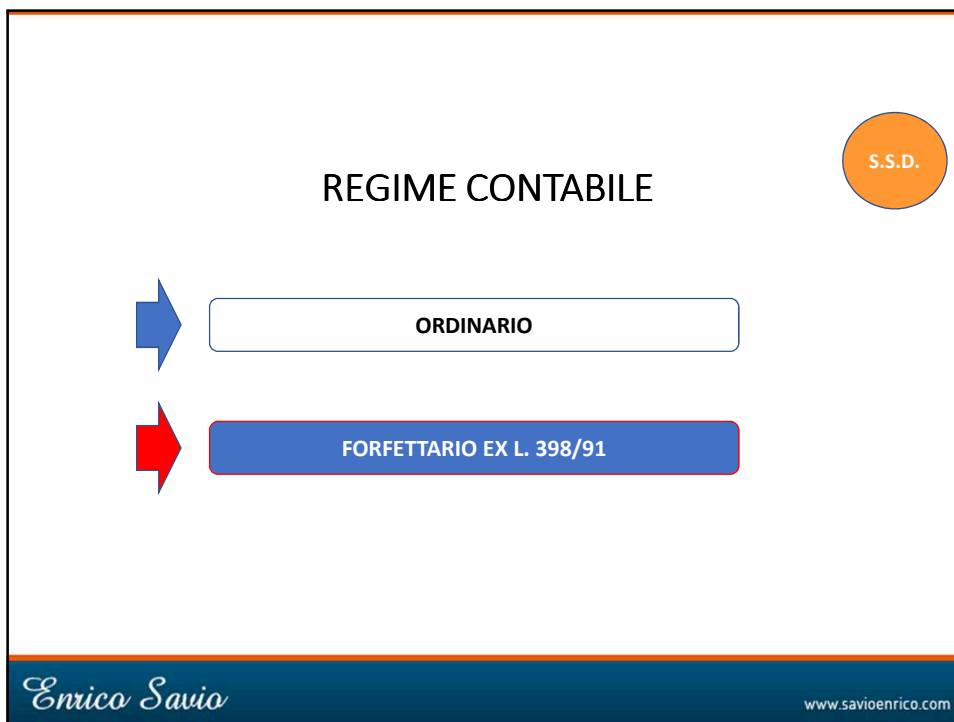 S.S.D.
REGIME CONTABILE
ORDINARIO
FORFETTARIO EX L. 398/91
Enrico Savio
www.savioenrico.com